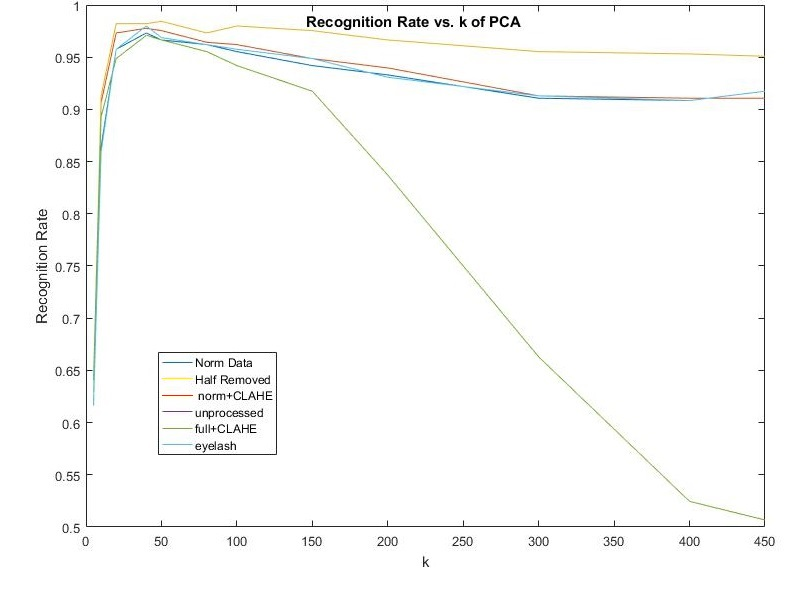 Recognition Rate vs. k of PCA
1
0.95
0.9
0.85
0.8
0.75
0.7
0.65
0.6
0.55
0.5
Recognition Rate
Norm Data
Half Removed
norm+CLAHE
unprocessed
full+CLAHE
eyelash
0 50 100 150 200 250 300 350 400 450
k